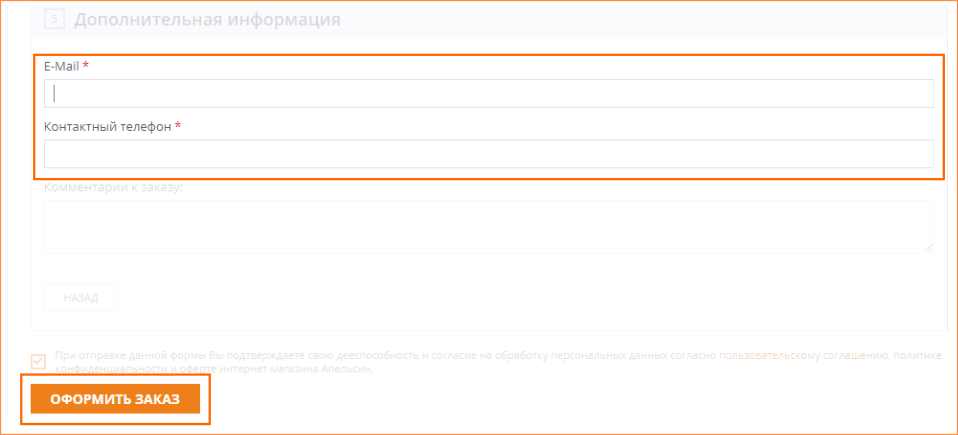 5 Дополнительная информация
E-Mail *
Контактный телефон *
Комментарии к заказу:
НАЗАД
При отправке данной формы Вы подтверждаете свою дееспособность и согласие на обработку персональных данных согласно пользовательскому соглашению, политике
конфиденциальности и оферте интернет магазина Апельсин.
ОФОРМИТЬ ЗАКАЗ